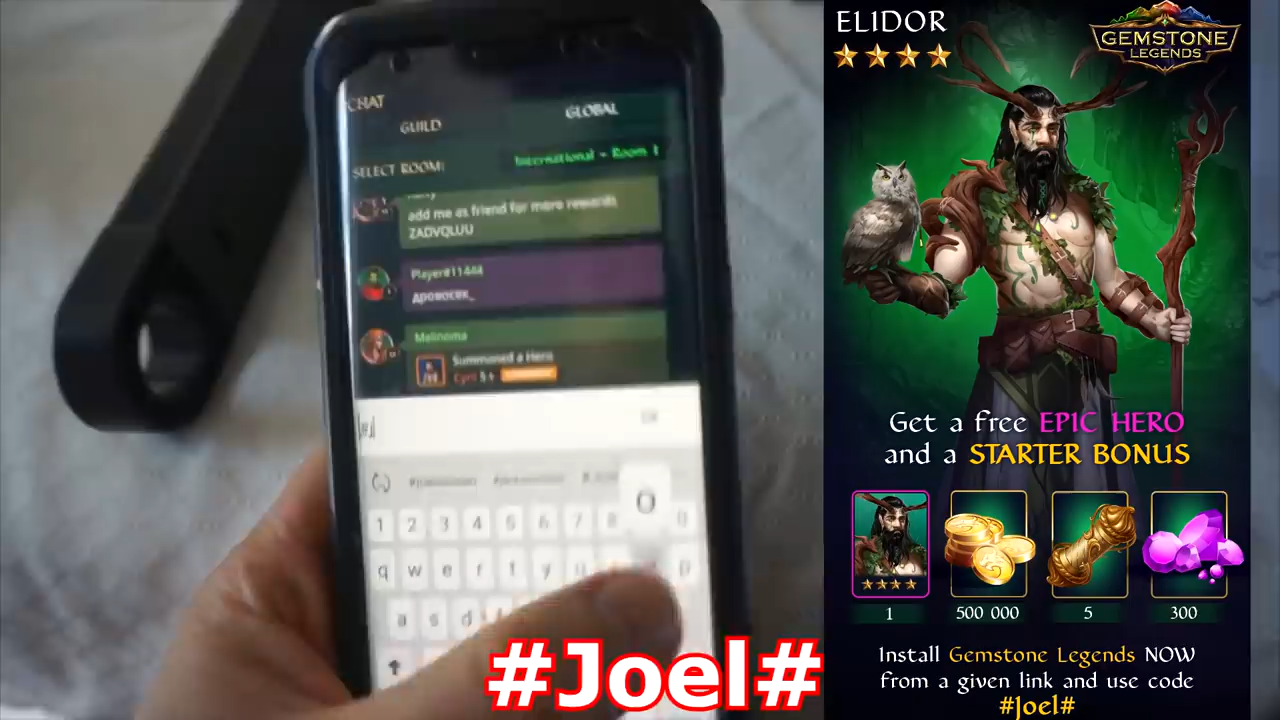 CHAT
GUILD
GLOBAL
SELECT ROOM:
International - Room 1
add me as friend for more rewards
ZADVQLUU
Player#11444
дровосек_
Malinoma
Summoned a Hero
5★
OK
#J
O
1 2 3 4 5 6 7 8 0
q w e r t y u p
a s d
#Joel#
ELIDOR
GEMSTONE
LEGENDS
Get a free EPIC HERO
and a STARTER BONUS
1
500 000
5
300
Install Gemstone Legends NOW
from a given link and use code
#Joel#